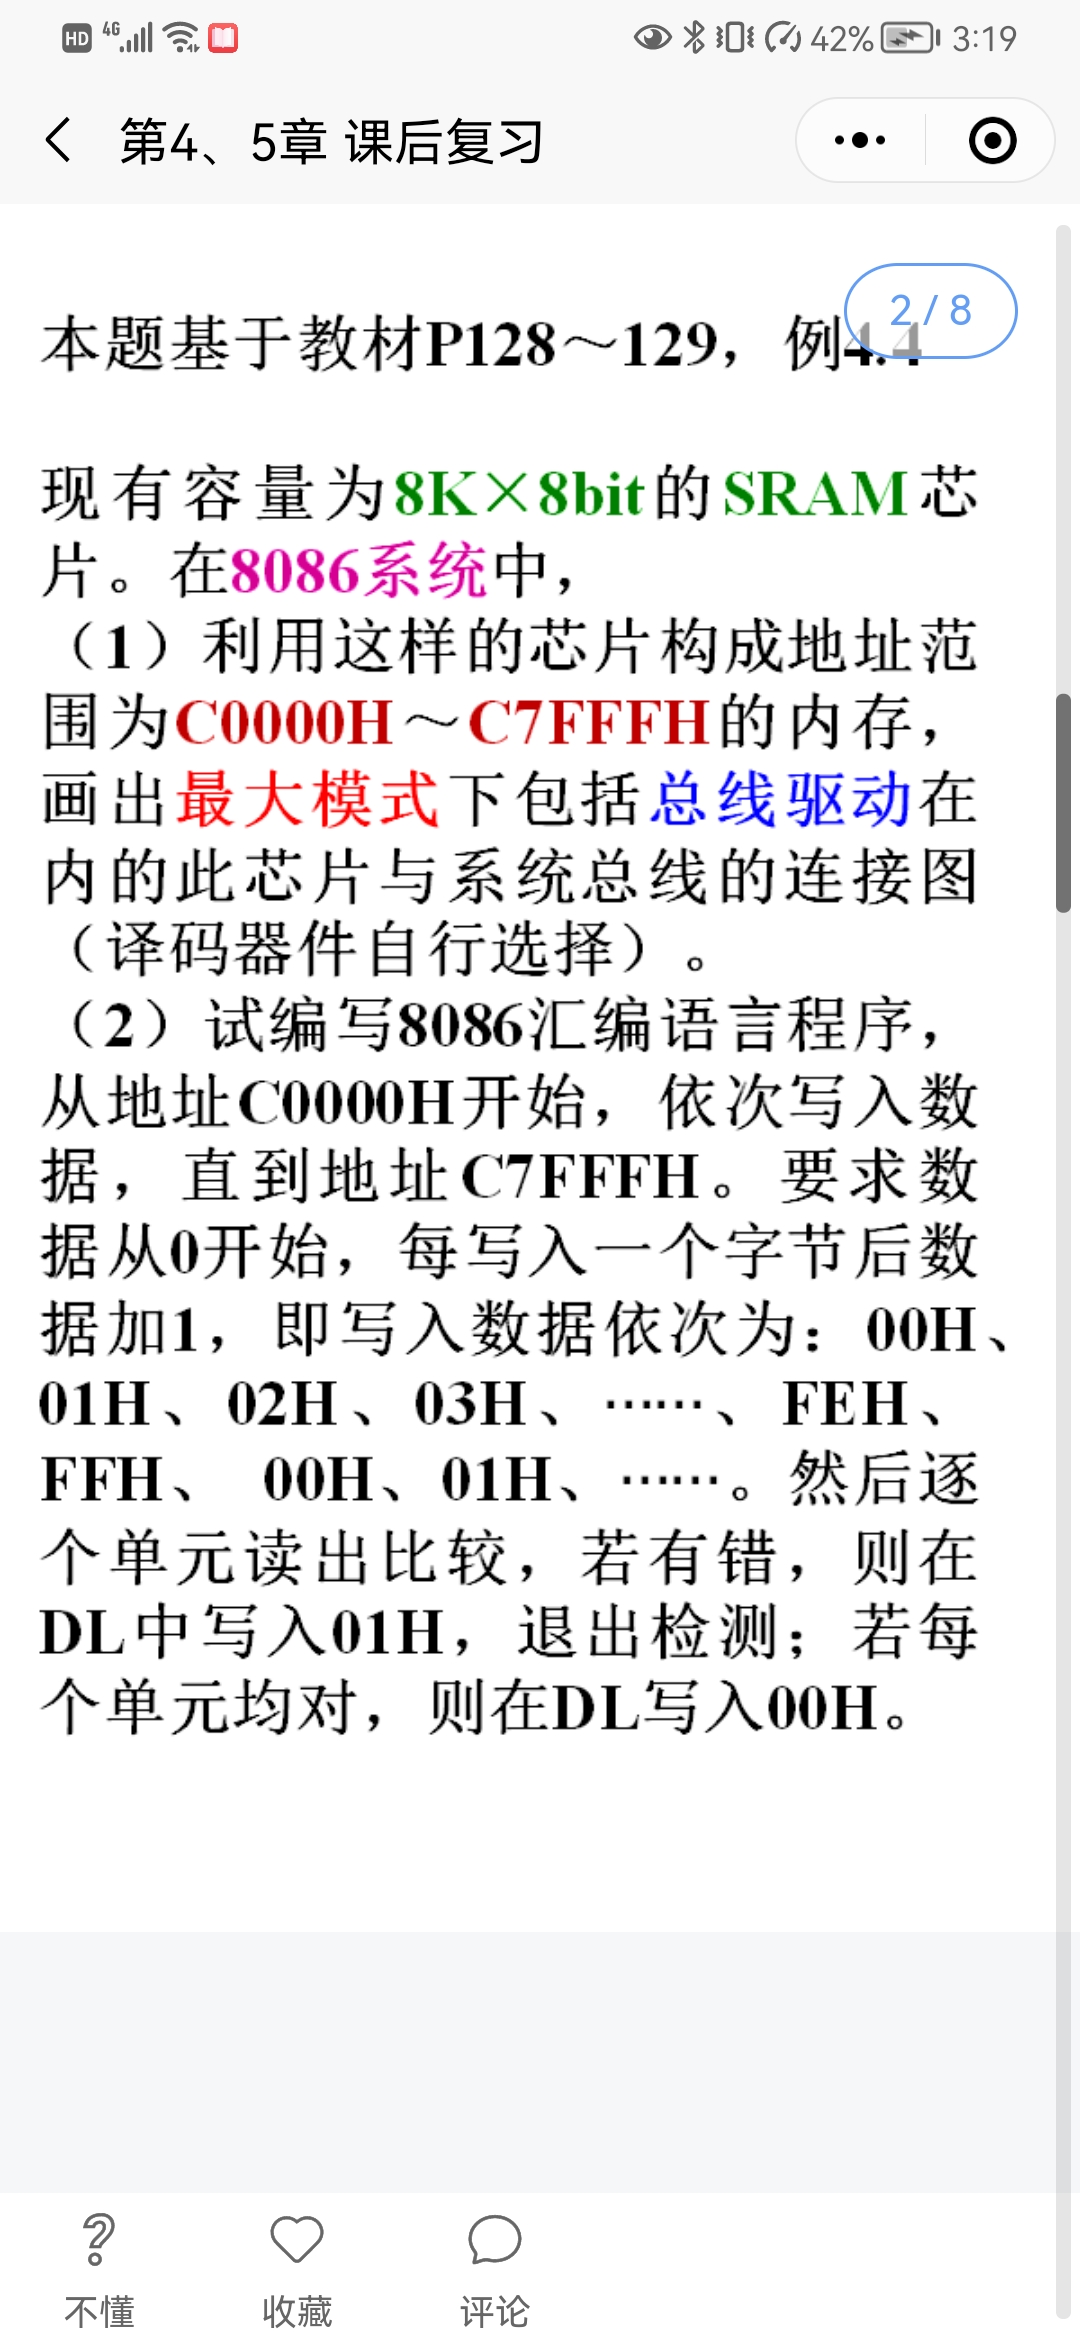 HD 4G 42% 3:19
第4、5章 课后复习
2 / 8
本题基于教材P128～129，例4.4
现有容量为8K×8bit的SRAM芯
片。在8086系统中，
（1）利用这样的芯片构成地址范
围为C0000H～C7FFFH的内存，
画出最大模式下包括总线驱动在
内的此芯片与系统总线的连接图
（译码器件自行选择）。
（2）试编写8086汇编语言程序，
从地址C0000H开始，依次写入数
据，直到地址C7FFFH。要求数
据从0开始，每写入一个字节后数
据加1，即写入数据依次为：00H、
01H、02H、03H、……、FEH、
FFH、 00H、01H、……。然后逐
个单元读出比较，若有错，则在
DL中写入01H，退出检测；若每
个单元均对，则在DL写入00H。
不懂 收藏 评论